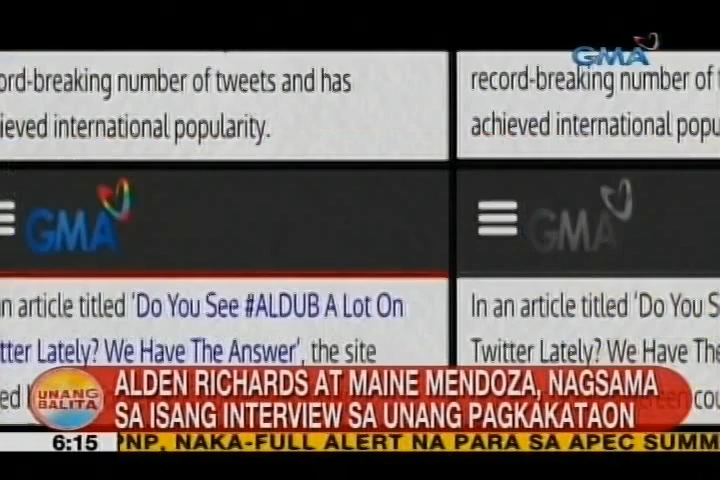 GMA
ord-breaking number of tweets and has
ieved international popularity.
record-breaking number of t
achieved international popu
GMA
GMA
n article titled 'Do You See #ALDUB A Lot On
tter Lately? We Have The Answer', the site
ed
In an article titled 'Do You S
Twitter Lately? We Have The
een cou
UNANG BALITA
ALDEN RICHARDS AT MAINE MENDOZA, NAGSAMA
SA ISANG INTERVIEW SA UNANG PAGKAKATAON
6:15
PNP, NAKA-FULL ALERT NA PARA SA APEC SUMM